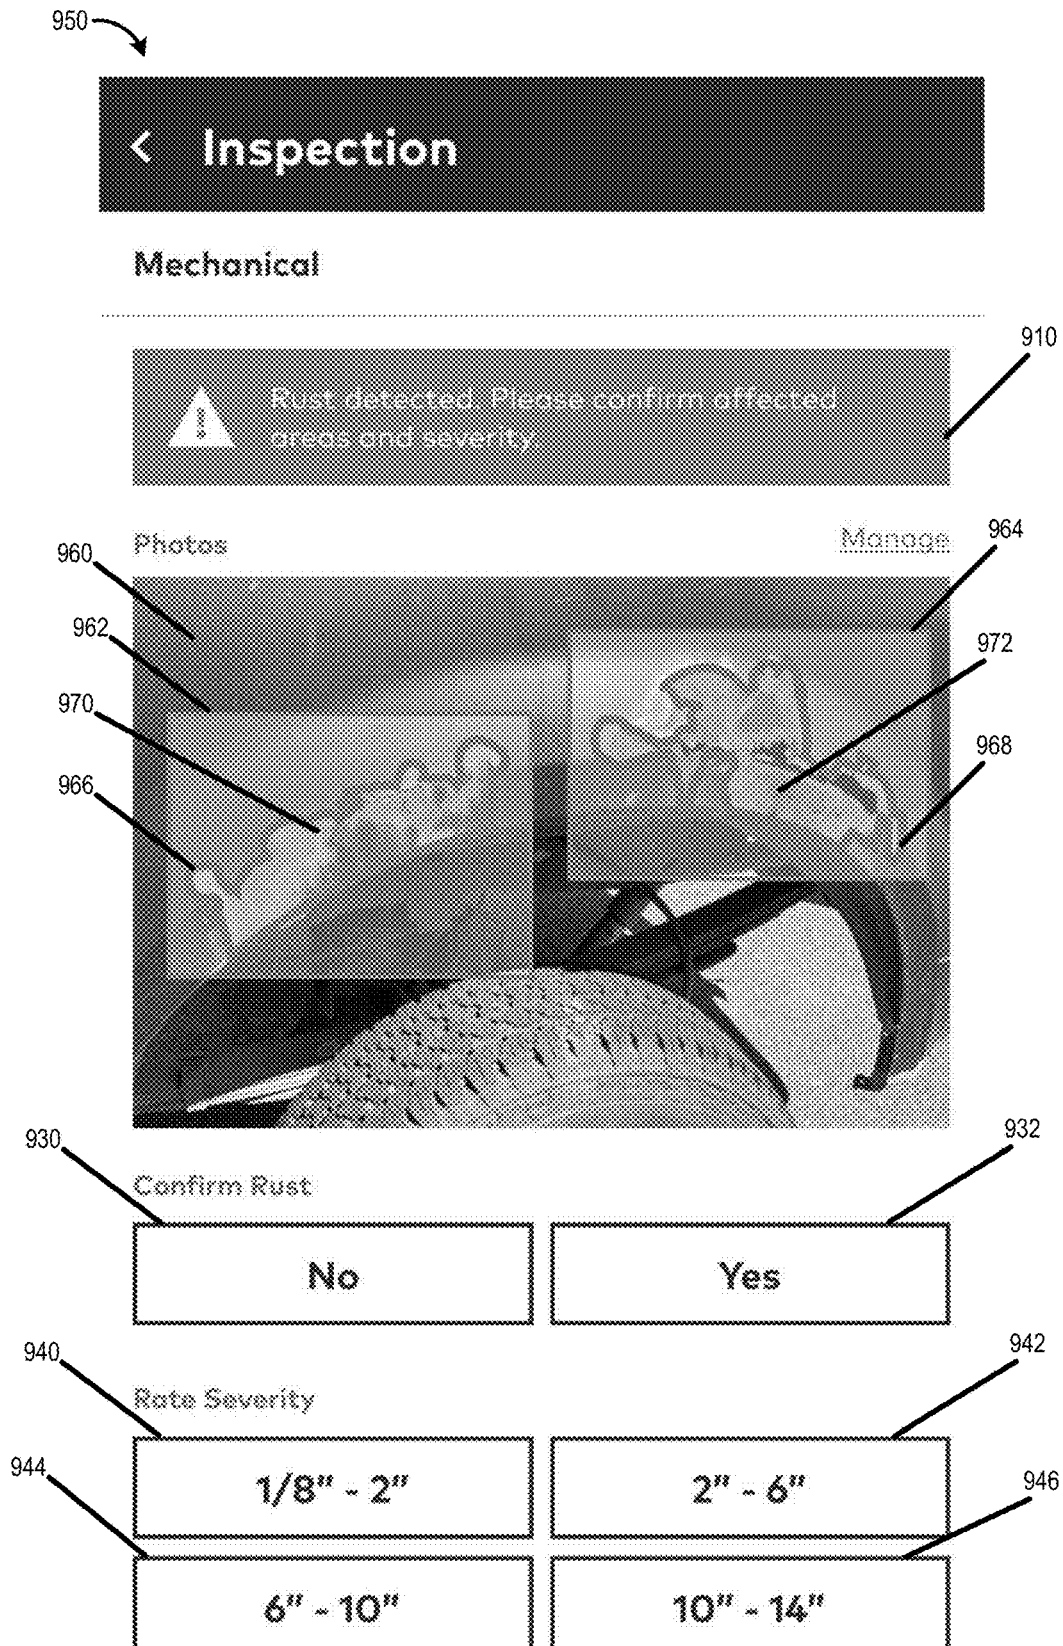 950
Inspection
Mechanical
910
Rust detected. Please confirm affected
areas and severity.
Photos
Manage
964
960
962
972
970
968
966
930
932
Confirm Rust
No
Yes
940
942
Rate Severity
944
946
1/8" - 2"
2" - 6"
6" - 10"
10" - 14"